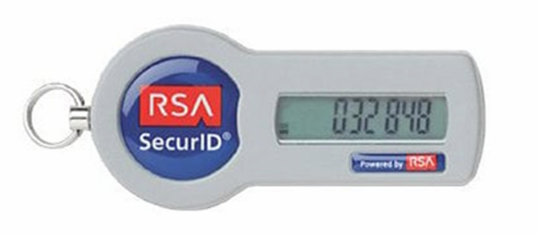 RSA
SecurID®
032 848
Powered by RSA